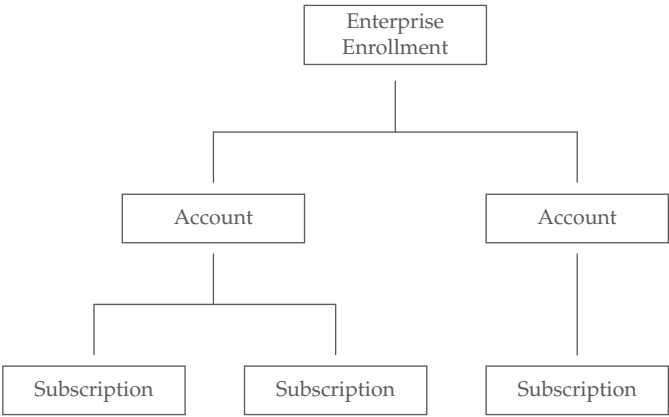 Enterprise
Enrollment
Account
Account
Subscription
Subscription
Subscription